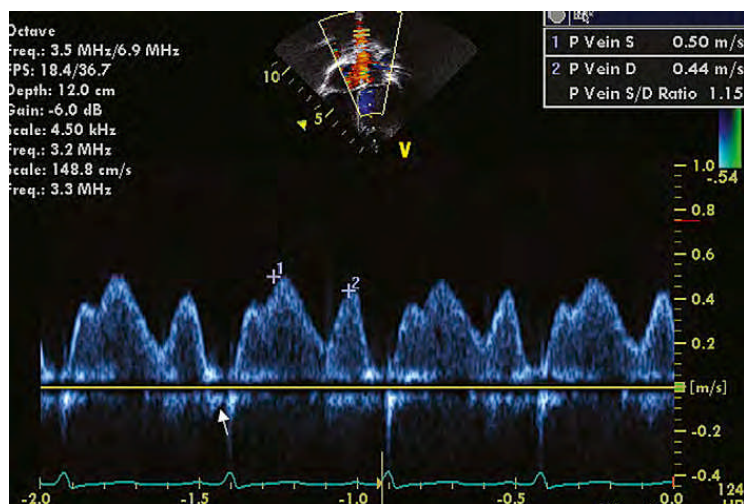 Octave
Freq.: 3.5 MHz/6.9 MHz
FPS: 18.4/36.7
Depth: 12.0 cm
Gain: -6.0 dB
Scale: 4.50 kHz
Freq.: 3.2 MHz
Scale: 148.8 cm/s
Freq.: 3.3 MHz
10
5
V
1 P Vein S 0.50 m/s
2 P Vein D 0.44 m/s
P Vein S/D Ratio 1.15
-.54
1.0
0.8
0.6
0.4
0.2
[m/s]
-0.2
-0.4
1
2
-2.0 -1.5 -1.0 -0.5 0.0
124
HR